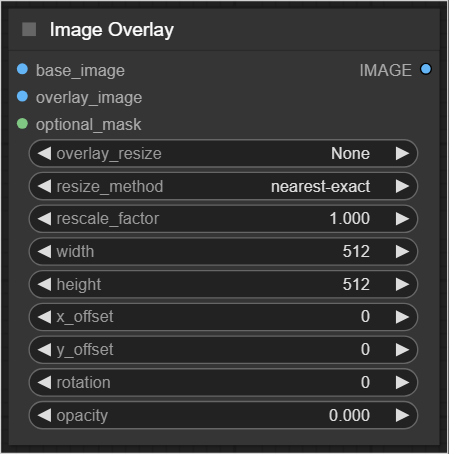 Image Overlay
base_image IMAGE
overlay_image
optional_mask
overlay_resize None
resize_method nearest-exact
rescale_factor 1.000
width 512
height 512
x_offset 0
y_offset 0
rotation 0
opacity 0.000